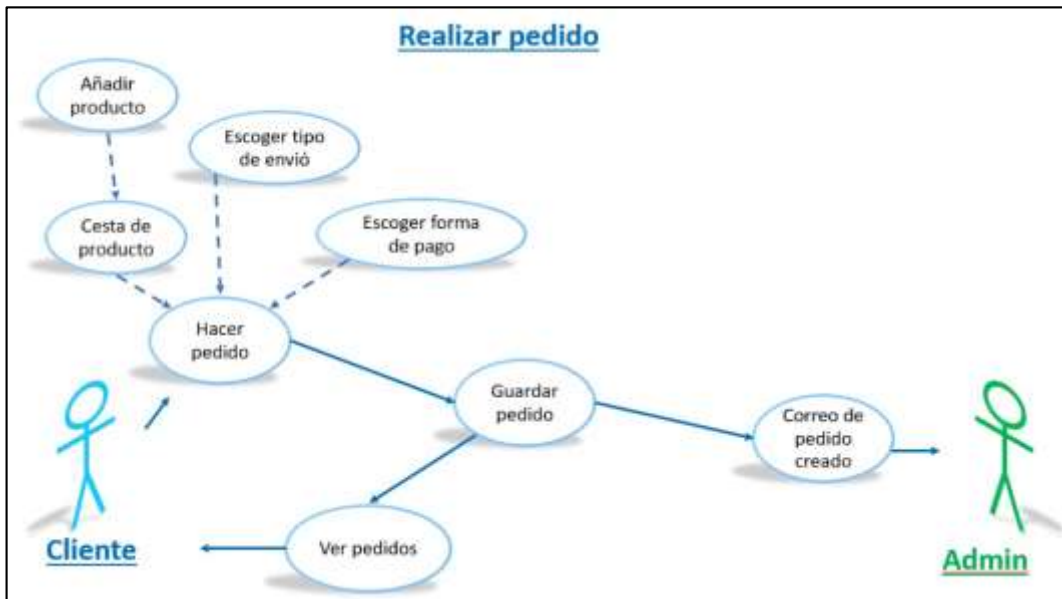 Realizar pedido
Añadir
producto
Escoger tipo
de envió
Cesta de
producto
Escoger forma
de pago
Hacer
pedido
Guardar
pedido
Correo de
pedido
creado
Ver pedidos
Cliente
Admin